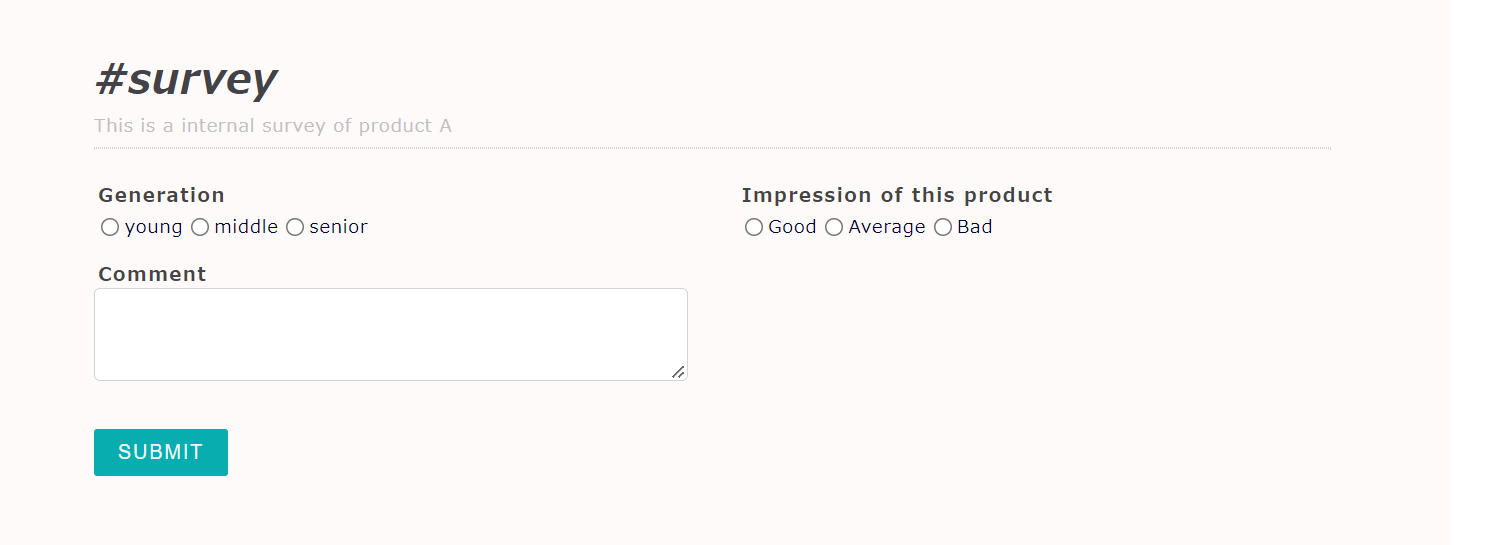 #survey
This is a internal survey of product A
Generation
young middle senior
Impression of this product
Good Average Bad
Comment
SUBMIT